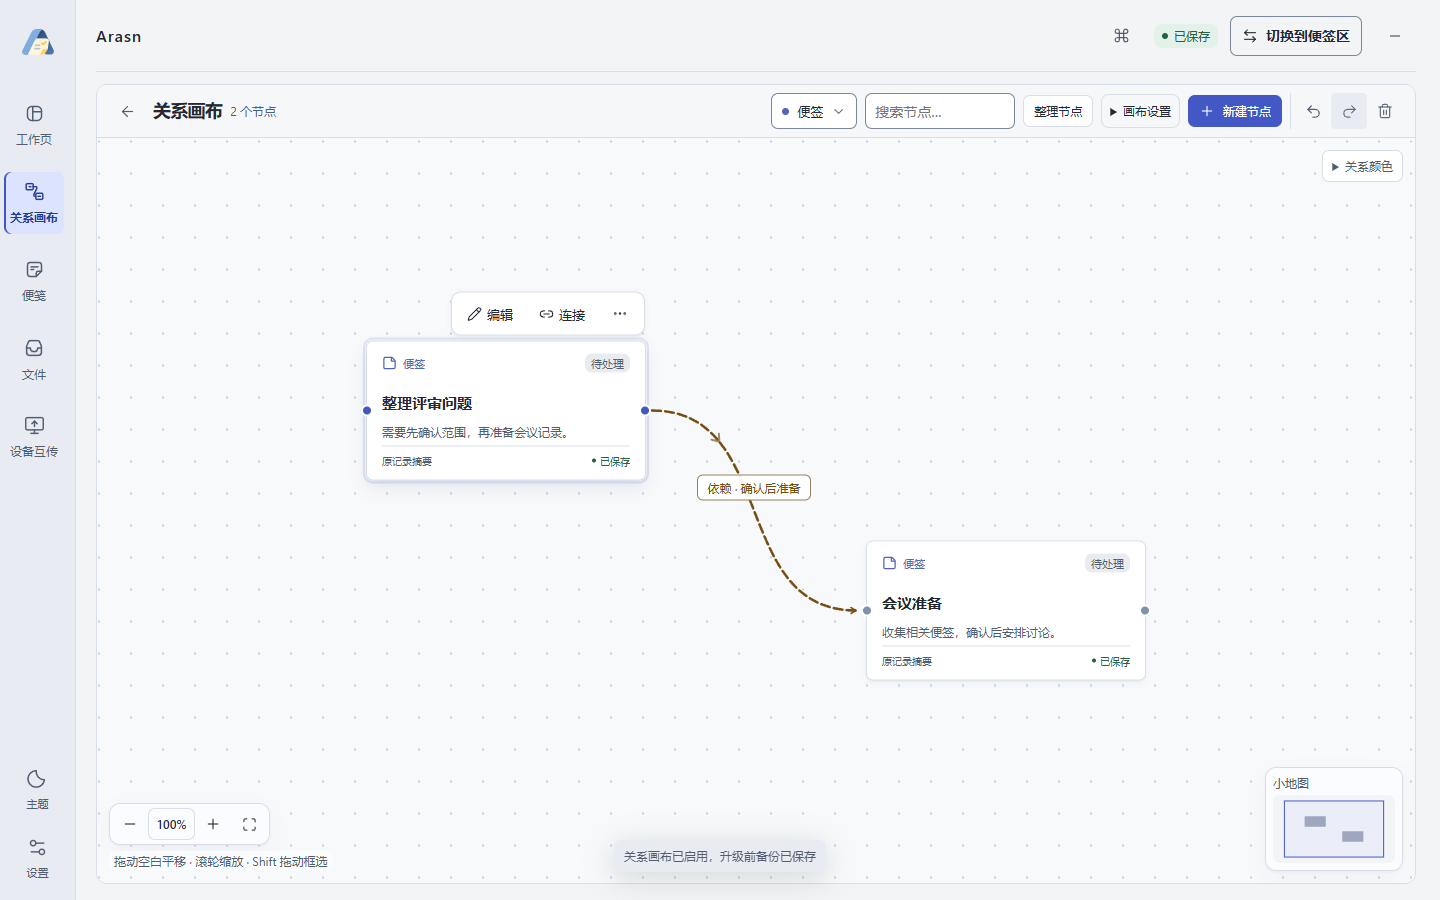 Arasn
已保存
切换到便签区
工作页
关系画布
便笺
文件
设备互传
主题
设置
关系画布
2 个节点
便签
搜索节点...
整理节点
画布设置
新建节点
关系颜色
编辑
连接
便签
待处理
整理评审问题
需要先确认范围，再准备会议记录。
原记录摘要
已保存
依赖 · 确认后准备
便签
待处理
会议准备
收集相关便签，确认后安排讨论。
原记录摘要
已保存
小地图
100%
拖动空白平移 · 滚轮缩放 · Shift 拖动框选
关系画布已启用，升级前备份已保存